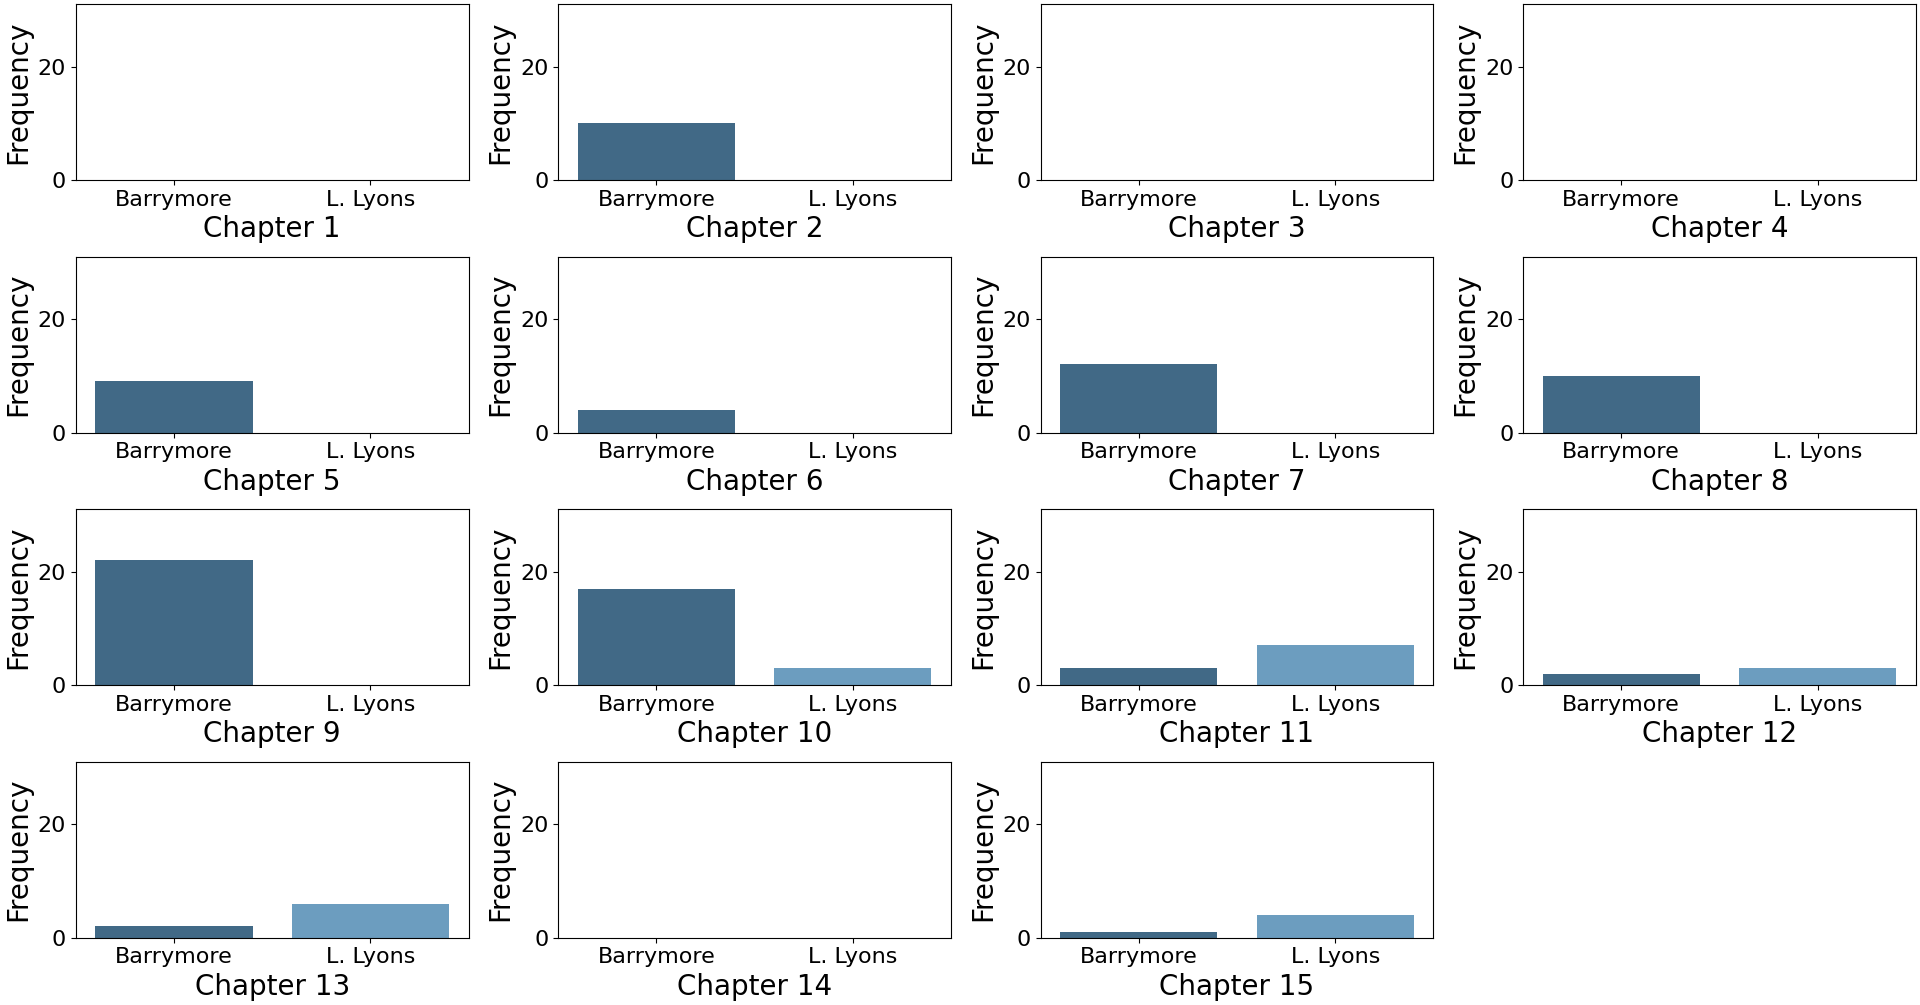 Frequency
20
0
Barrymore L. Lyons
Chapter 1
Frequency
20
0
Barrymore L. Lyons
Chapter 2
Frequency
20
0
Barrymore L. Lyons
Chapter 3
Frequency
20
0
Barrymore L. Lyons
Chapter 4
Frequency
20
0
Barrymore L. Lyons
Chapter 5
Frequency
20
0
Barrymore L. Lyons
Chapter 6
Frequency
20
0
Barrymore L. Lyons
Chapter 7
Frequency
20
0
Barrymore L. Lyons
Chapter 8
Frequency
20
0
Barrymore L. Lyons
Chapter 9
Frequency
20
0
Barrymore L. Lyons
Chapter 10
Frequency
20
0
Barrymore L. Lyons
Chapter 11
Frequency
20
0
Barrymore L. Lyons
Chapter 12
Frequency
20
0
Barrymore L. Lyons
Chapter 13
Frequency
20
0
Barrymore L. Lyons
Chapter 14
Frequency
20
0
Barrymore L. Lyons
Chapter 15